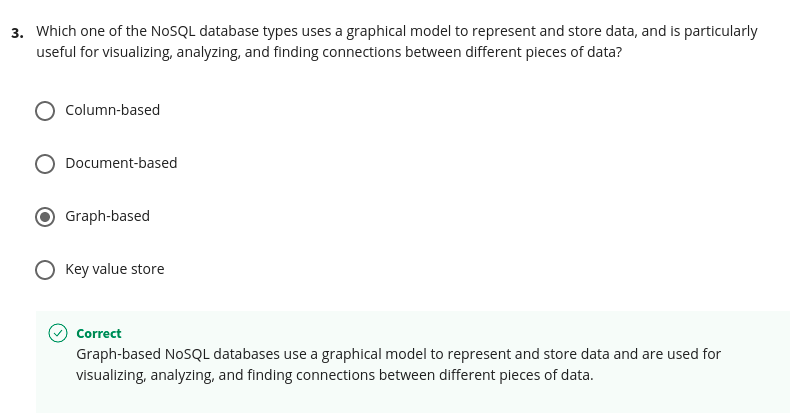 3. Which one of the NoSQL database types uses a graphical model to represent and store data, and is particularly
useful for visualizing, analyzing, and finding connections between different pieces of data?
Column-based
Document-based
Graph-based
Key value store
Correct
Graph-based NoSQL databases use a graphical model to represent and store data and are used for
visualizing, analyzing, and finding connections between different pieces of data.